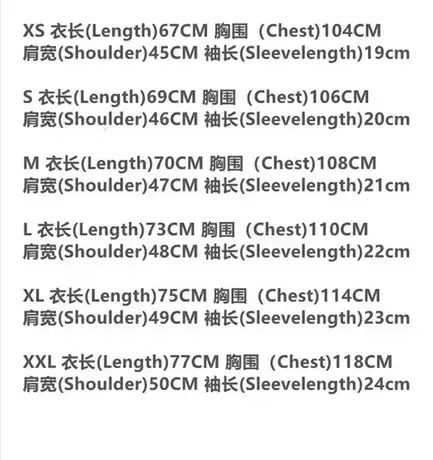 XS 衣长(Length)67CM 胸围（Chest)104CM
肩宽(Shoulder)45CM 袖长(Sleevelength)19cm
S 衣长(Length)69CM 胸围（Chest)106CM
肩宽(Shoulder)46CM 袖长(Sleevelength)20cm
M 衣长(Length)70CM 胸围（Chest)108CM
肩宽(Shoulder)47CM 袖长(Sleevelength)21cm
L 衣长(Length)73CM 胸围（Chest)110CM
肩宽(Shoulder)48CM 袖长(Sleevelength)22cm
XL 衣长(Length)75CM 胸围（Chest)114CM
肩宽(Shoulder)49CM 袖长(Sleevelength)23cm
XXL 衣长(Length)77CM 胸围（Chest)118CM
肩宽(Shoulder)50CM 袖长(Sleevelength)24cm